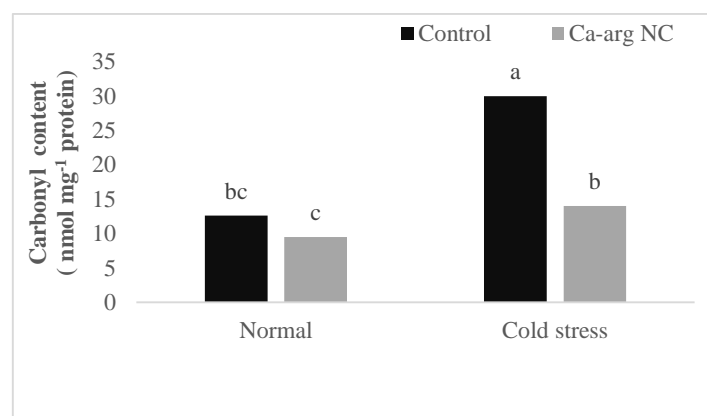 Control Ca-arg NC
Carbonyl content
( nmol mg⁻¹ protein)
35
30
25
20
15
10
5
0
bc
c
a
b
Normal Cold stress